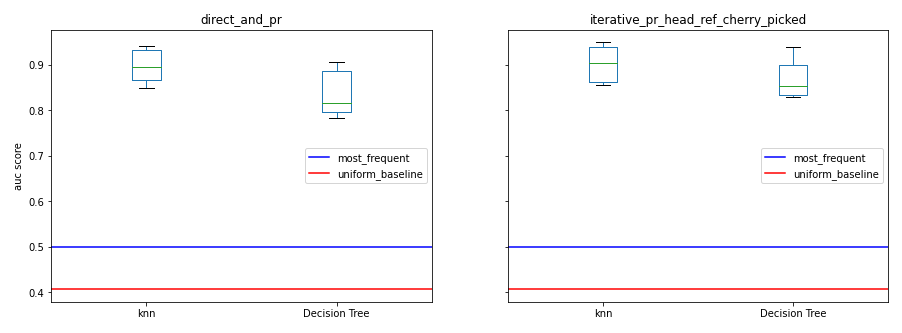 direct_and_pr
auc score
0.9
0.8
0.7
0.6
0.5
0.4
most_frequent
uniform_baseline
knn
Decision Tree
iterative_pr_head_ref_cherry_picked
most_frequent
uniform_baseline
knn
Decision Tree